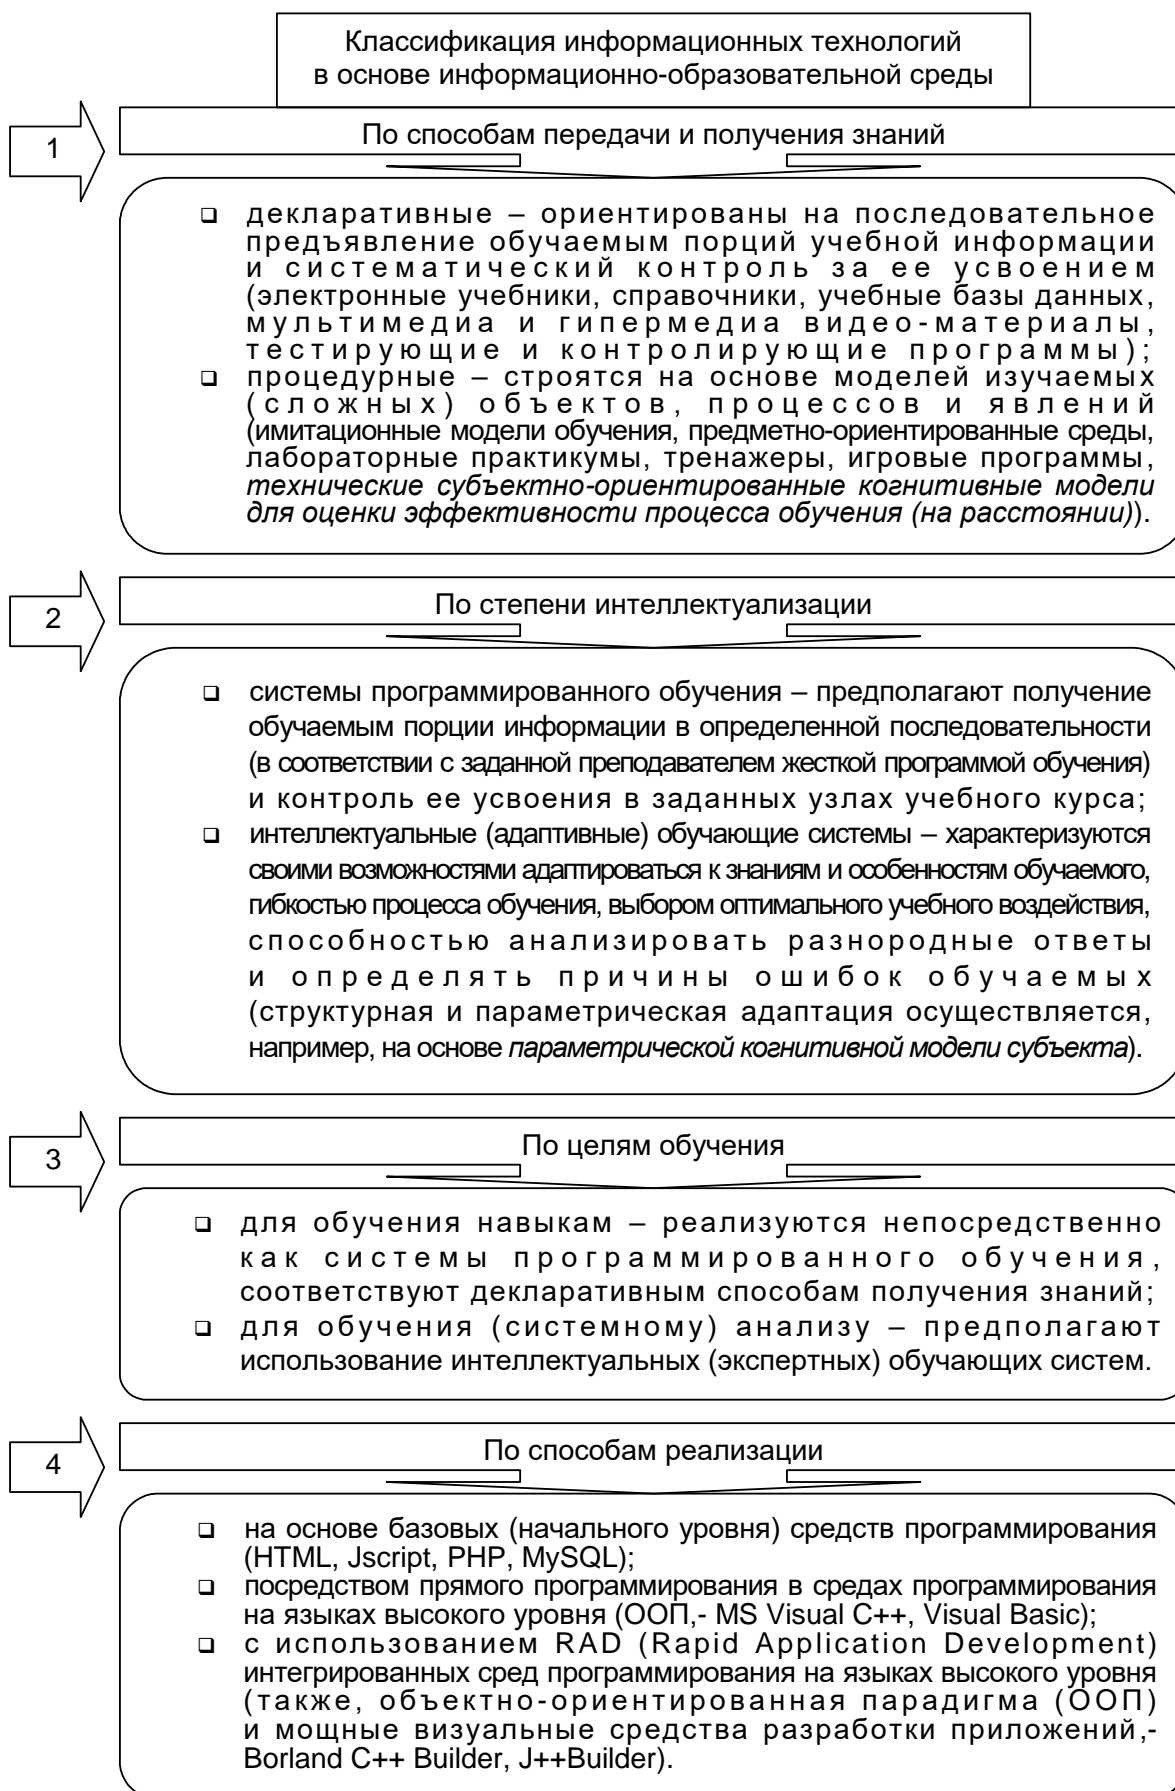 Классификация информационных технологий
в основе информационно-образовательной среды
1
По способам передачи и получения знаний
❑ декларативные – ориентированы на последовательное
предъявление обучаемым порций учебной информации
и систематический контроль за ее усвоением
(электронные учебники, справочники, учебные базы данных,
мультимедиа и гипермедиа видео-материалы,
тестирующие и контролирующие программы);
❑ процедурные – строятся на основе моделей изучаемых
(сложных) объектов, процессов и явлений
(имитационные модели обучения, предметно-ориентированные среды,
лабораторные практикумы, тренажеры, игровые программы,
технические субъектно-ориентированные когнитивные модели
для оценки эффективности процесса обучения (на расстоянии)).
2
По степени интеллектуализации
❑ системы программированного обучения – предполагают получение
обучаемым порции информации в определенной последовательности
(в соответствии с заданной преподавателем жесткой программой обучения)
и контроль ее усвоения в заданных узлах учебного курса;
❑ интеллектуальные (адаптивные) обучающие системы – характеризуются
своими возможностями адаптироваться к знаниям и особенностям обучаемого,
гибкостью процесса обучения, выбором оптимального учебного воздействия,
способностью анализировать разнородные ответы
и определять причины ошибок обучаемых
(структурная и параметрическая адаптация осуществляется,
например, на основе параметрической когнитивной модели субъекта).
3
По целям обучения
❑ для обучения навыкам – реализуются непосредственно
как системы программированного обучения,
соответствуют декларативным способам получения знаний;
❑ для обучения (системному) анализу – предполагают
использование интеллектуальных (экспертных) обучающих систем.
4
По способам реализации
❑ на основе базовых (начального уровня) средств программирования
(HTML, Jscript, PHP, MySQL);
❑ посредством прямого программирования в средах программирования
на языках высокого уровня (ООП,- MS Visual C++, Visual Basic);
❑ с использованием RAD (Rapid Application Development)
интегрированных сред программирования на языках высокого уровня
(также, объектно-ориентированная парадигма (ООП)
и мощные визуальные средства разработки приложений,-
Borland C++ Builder, J++Builder).